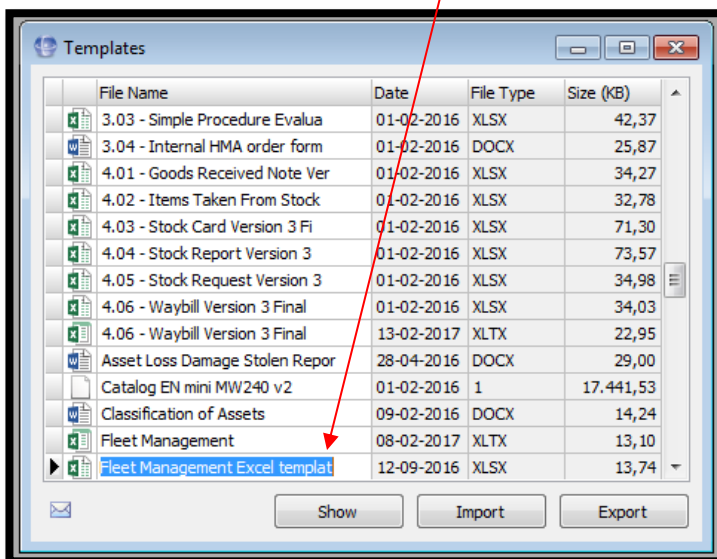 Templates
File Name Date File Type Size (KB)
3.03 - Simple Procedure Evalua 01-02-2016 XLSX 42,37
3.04 - Internal HMA order form 01-02-2016 DOCX 25,87
4.01 - Goods Received Note Ver 01-02-2016 XLSX 34,27
4.02 - Items Taken From Stock 01-02-2016 XLSX 32,78
4.03 - Stock Card Version 3 Fi 01-02-2016 XLSX 71,30
4.04 - Stock Report Version 3 01-02-2016 XLSX 73,57
4.05 - Stock Request Version 3 01-02-2016 XLSX 34,98
4.06 - Waybill Version 3 Final 01-02-2016 XLSX 34,03
4.06 - Waybill Version 3 Final 13-02-2017 XLTX 22,95
Asset Loss Damage Stolen Repor 28-04-2016 DOCX 29,00
Catalog EN mini MW240 v2 01-02-2016 1 17.441,53
Classification of Assets 09-02-2016 DOCX 14,24
Fleet Management 08-02-2017 XLTX 13,10
Fleet Management Excel templat 12-09-2016 XLSX 13,74
Show Import Export